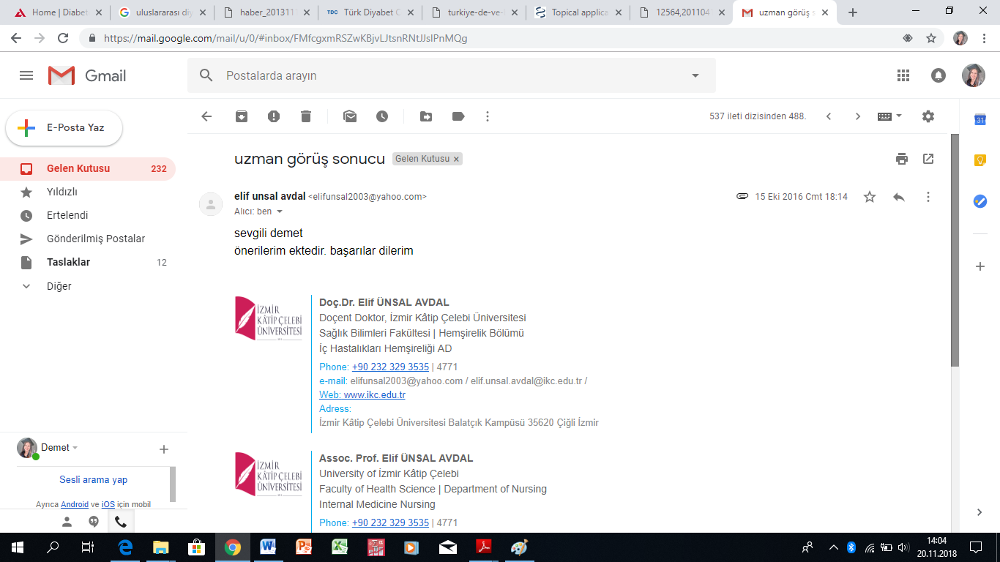 Home | Diabet
uluslararası diy
haber_2013111
TDC Türk Diyabet C
turkiye-de-ve-
Topical applica
12564,201104
uzman görüş s
https://mail.google.com/mail/u/0/#inbox/FMfcgxmRSZwKBjvLJtsnRNtJJslPnMQg
Gmail
Postalarda arayın
E-Posta Yaz
537 ileti dizisinden 488.
31
Gelen Kutusu 232
Yıldızlı
Ertelendi
Gönderilmiş Postalar
Taslaklar 12
Diğer
uzman görüş sonucu Gelen Kutusu x
elif unsal avdal <elifunsal2003@yahoo.com> 15 Eki 2016 Cmt 18:14
Alıcı: ben
sevgili demet
önerilerim ektedir. başarılar dilerim
İZMİR
KÂTİP ÇELEBİ
ÜNİVERSİTESİ
Doç.Dr. Elif ÜNSAL AVDAL
Doçent Doktor, İzmir Kâtip Çelebi Üniversitesi
Sağlık Bilimleri Fakültesi | Hemşirelik Bölümü
İç Hastalıkları Hemşireliği AD
Phone: +90 232 329 3535 | 4771
e-mail: elifunsal2003@yahoo.com / elif.unsal.avdal@ikc.edu.tr /
Web: www.ikc.edu.tr
Adress:
İzmir Kâtip Çelebi Üniversitesi Balatçık Kampüsü 35620 Çiğli İzmir
İZMİR
KÂTİP ÇELEBİ
ÜNİVERSİTESİ
Assoc. Prof. Elif ÜNSAL AVDAL
University of İzmir Kâtip Çelebi
Faculty of Health Science | Department of Nursing
Internal Medicine Nursing
Phone: +90 232 329 3535 | 4771
Demet
Sesli arama yap
Ayrıca Android ve iOS için mobil
14:04
20.11.2018